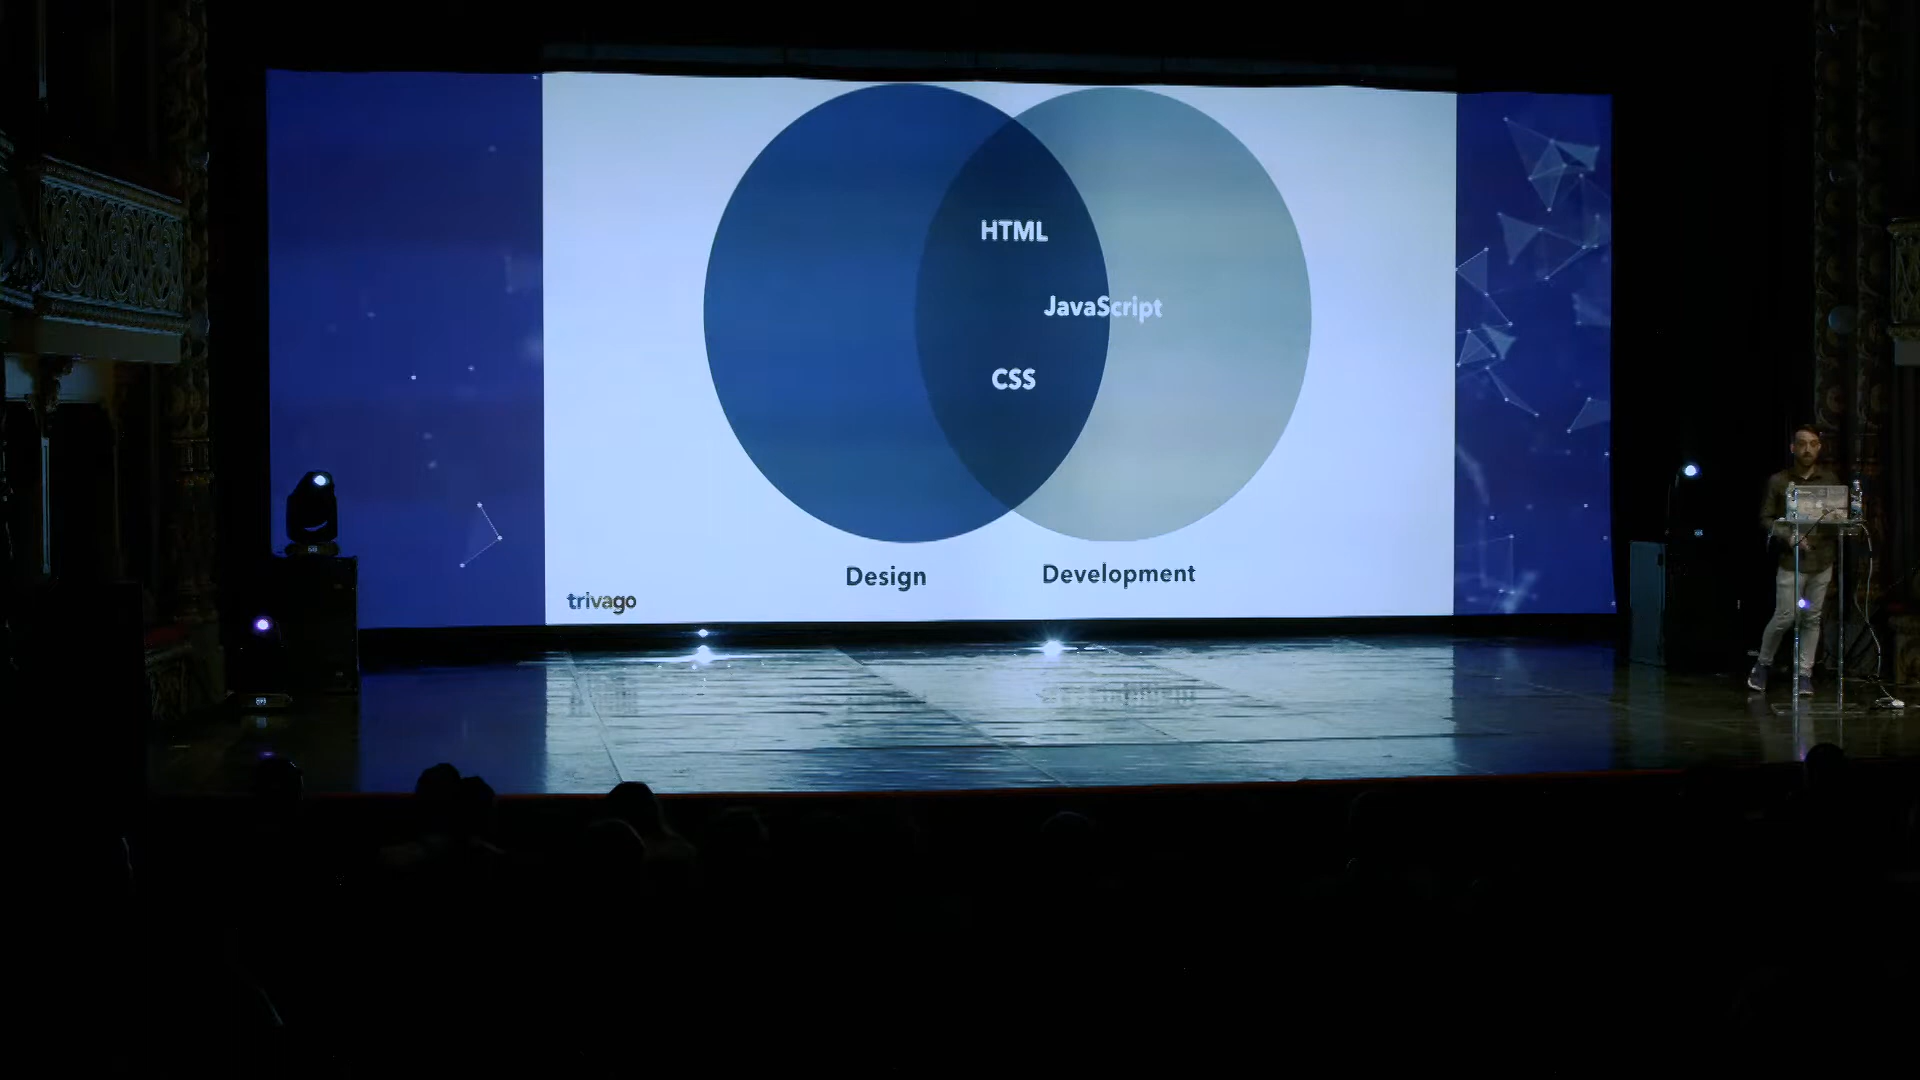 HTML
JavaScript
CSS
Design
Development
trivago